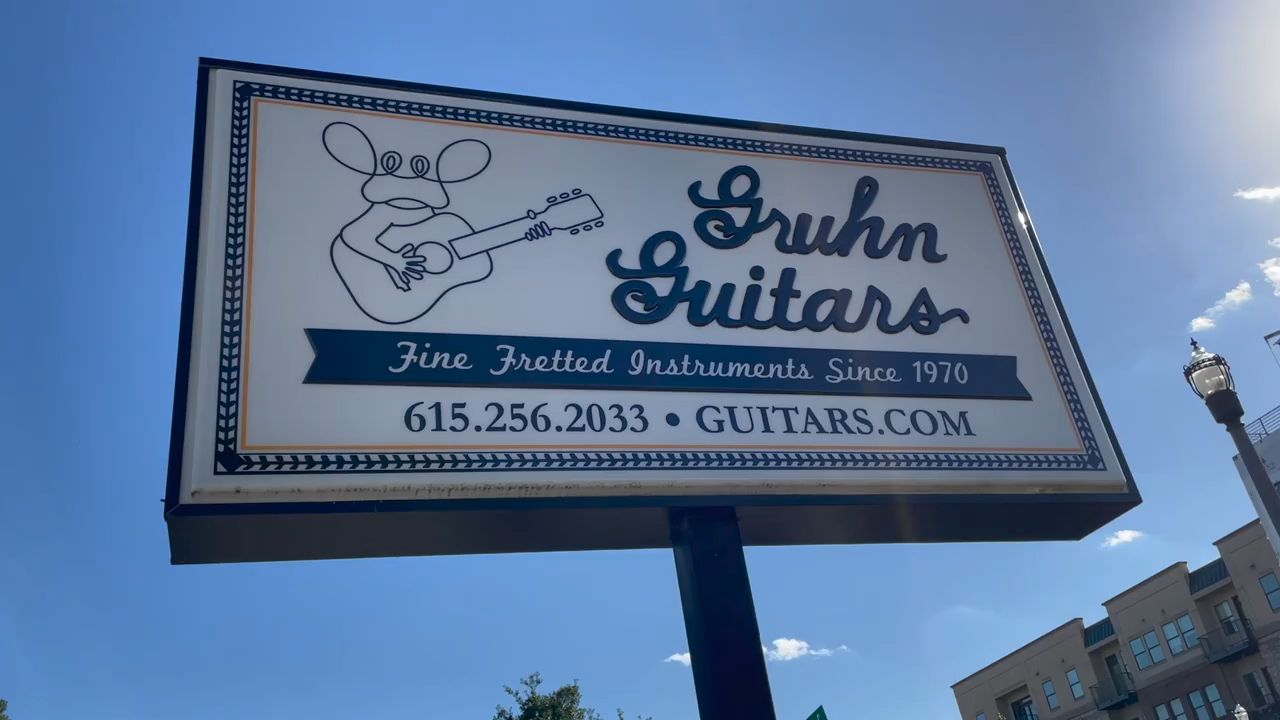 Gruhn
Guitars
Fine Fretted Instruments Since 1970
615.256.2033 • GUITARS.COM